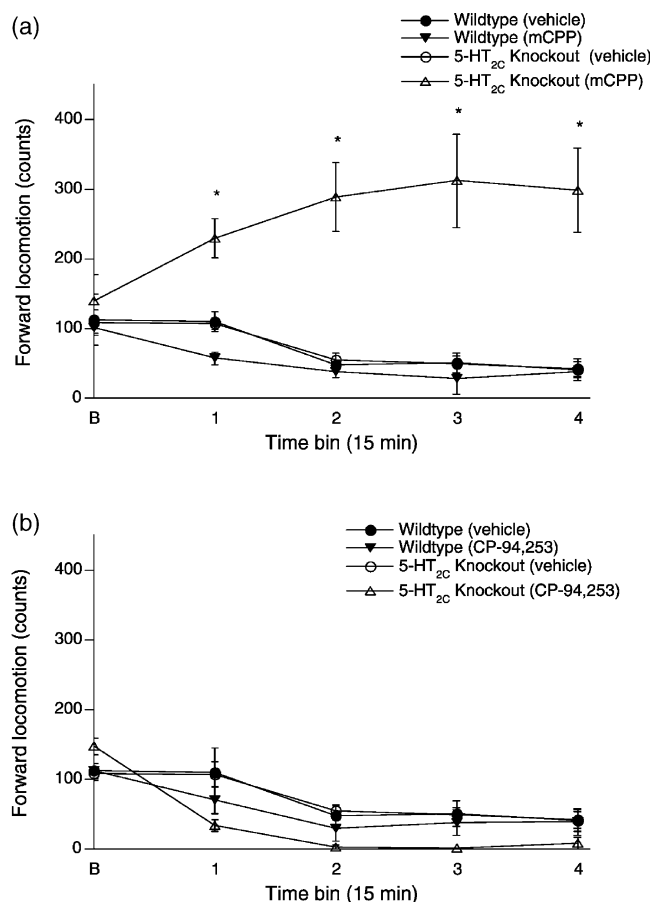 (a)
Wildtype (vehicle)
Wildtype (mCPP)
5-HT2C Knockout (vehicle)
5-HT2C Knockout (mCPP)
Forward locomotion (counts)
400
300
200
100
0
* * * *
B 1 2 3 4
Time bin (15 min)
(b)
Wildtype (vehicle)
Wildtype (CP-94,253)
5-HT2C Knockout (vehicle)
5-HT2C Knockout (CP-94,253)
Forward locomotion (counts)
400
300
200
100
0
B 1 2 3 4
Time bin (15 min)